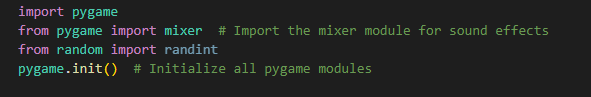 import pygame
from pygame import mixer  # Import the mixer module for sound effects
from random import randint
pygame.init()  # Initialize all pygame modules